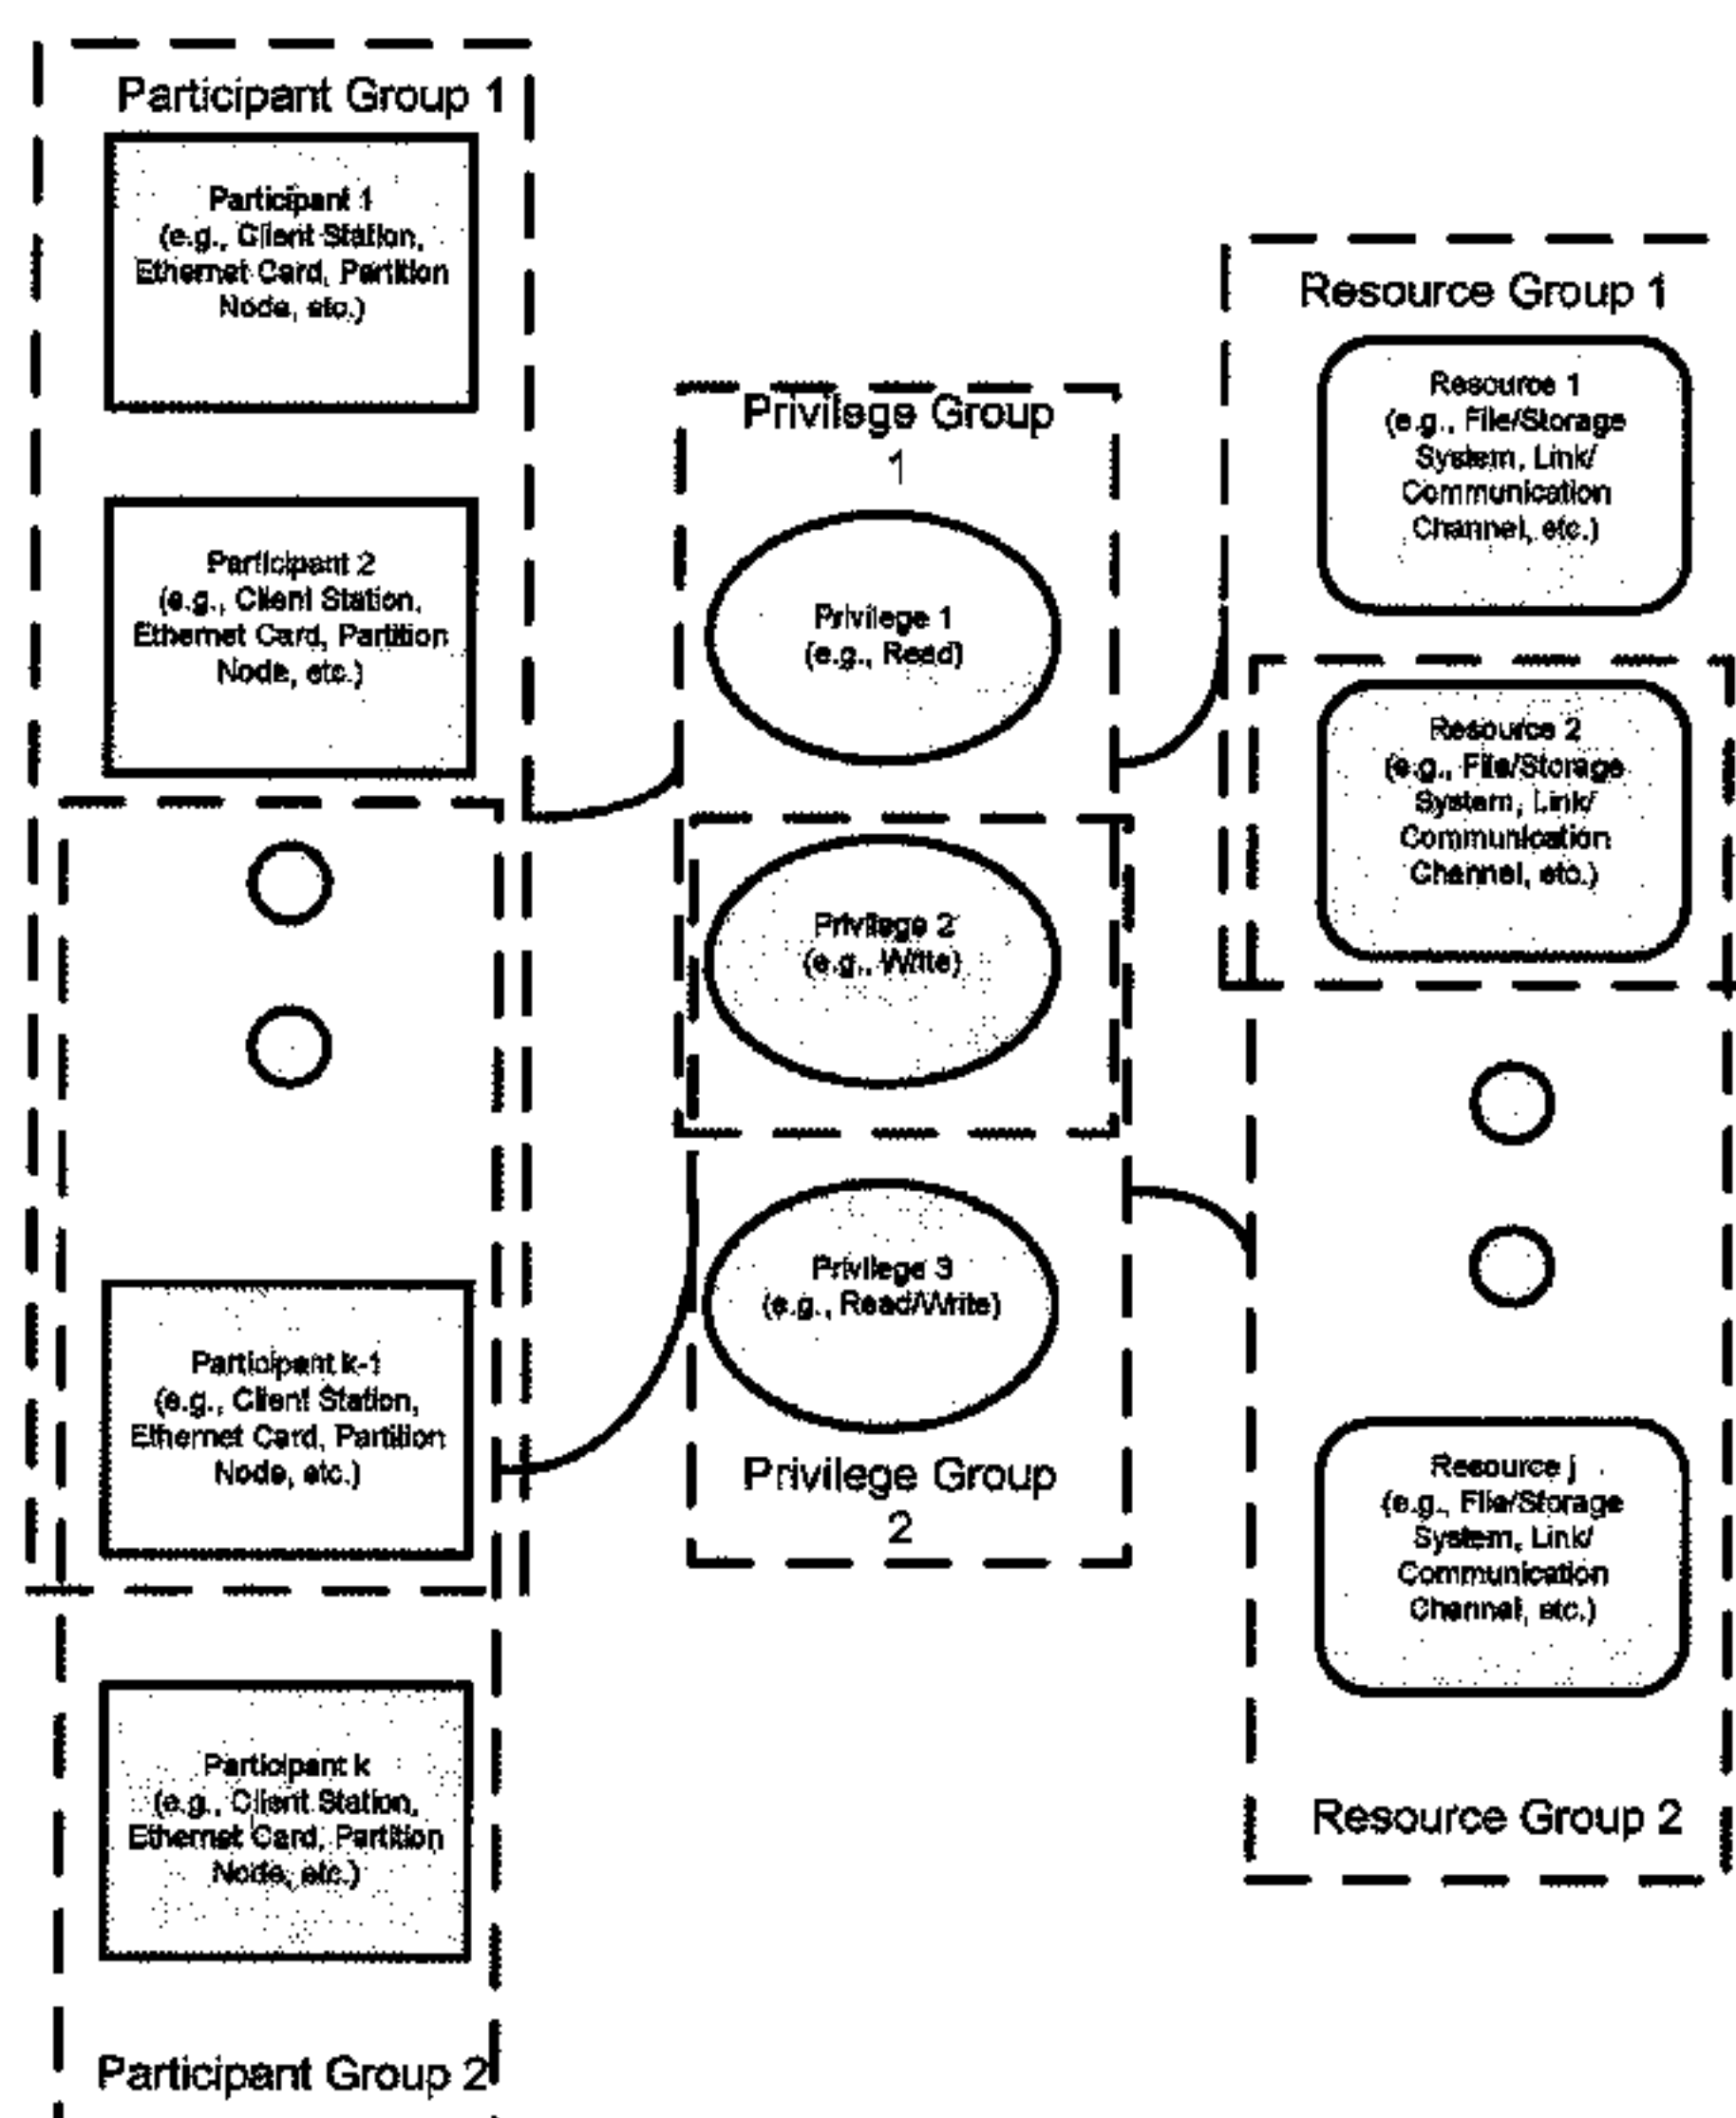 Participant Group 1
Participant 1
(e.g., Client Station,
Ethernet Card, Partition
Node, etc.)
Participant 2
(e.g., Client Station,
Ethernet Card, Partition
Node, etc.)
Participant k-1
(e.g., Client Station,
Ethernet Card, Partition
Node, etc.)
Participant k
(e.g., Client Station,
Ethernet Card, Partition
Node, etc.)
Participant Group 2
Privilege Group
1
Privilege 1
(e.g., Read)
Privilege 2
(e.g., Write)
Privilege 3
(e.g., Read/Write)
Privilege Group
2
Resource Group 1
Resource 1
(e.g., File/Storage
System, Link/
Communication
Channel, etc.)
Resource 2
(e.g., File/Storage
System, Link/
Communication
Channel, etc.)
Resource j
(e.g., File/Storage
System, Link/
Communication
Channel, etc.)
Resource Group 2